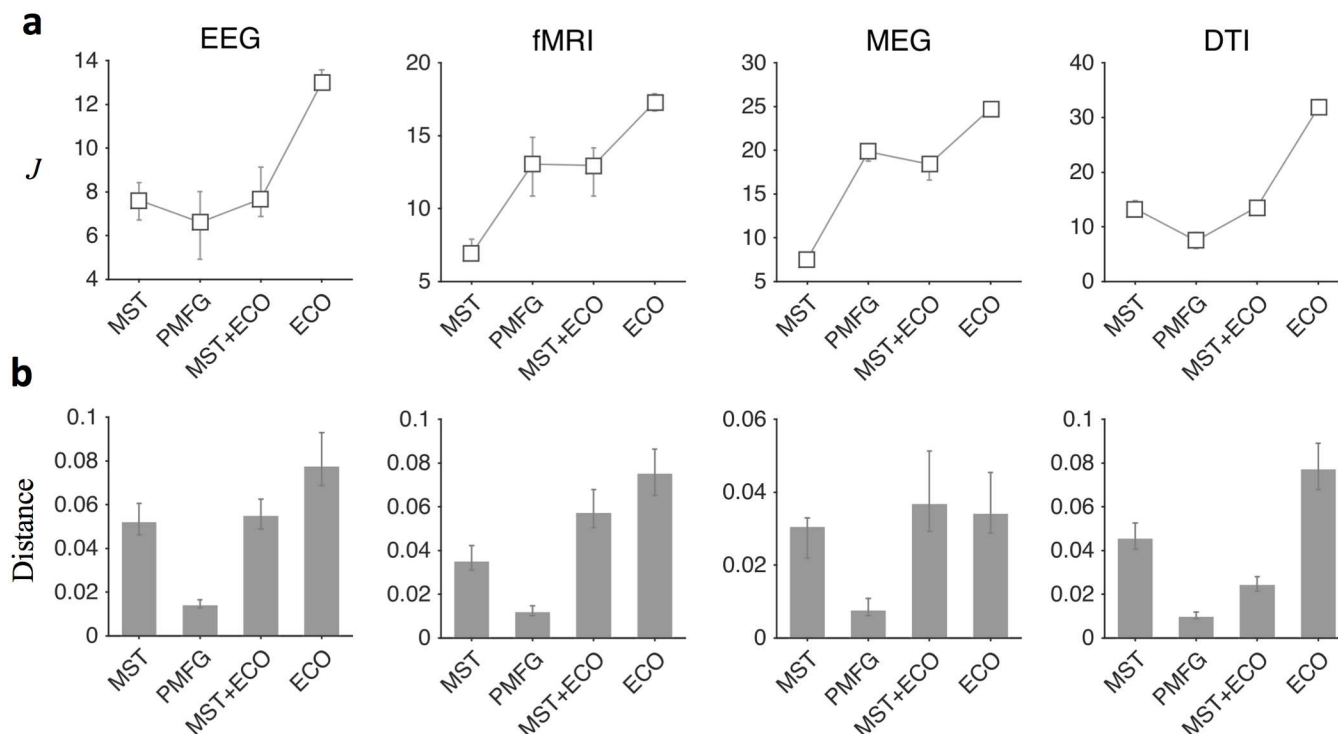 a
EEG
fMRI
MEG
DTI
J
14
12
10
8
6
4
MST
PMFG
MST+ECO
ECO
20
15
10
5
MST
PMFG
MST+ECO
ECO
30
25
20
15
10
5
MST
PMFG
MST+ECO
ECO
40
30
20
10
0
MST
PMFG
MST+ECO
ECO
b
Distance
0.1
0.08
0.06
0.04
0.02
0
MST
PMFG
MST+ECO
ECO
0.1
0.08
0.06
0.04
0.02
0
MST
PMFG
MST+ECO
ECO
0.06
0.04
0.02
0
MST
PMFG
MST+ECO
ECO
0.1
0.08
0.06
0.04
0.02
0
MST
PMFG
MST+ECO
ECO